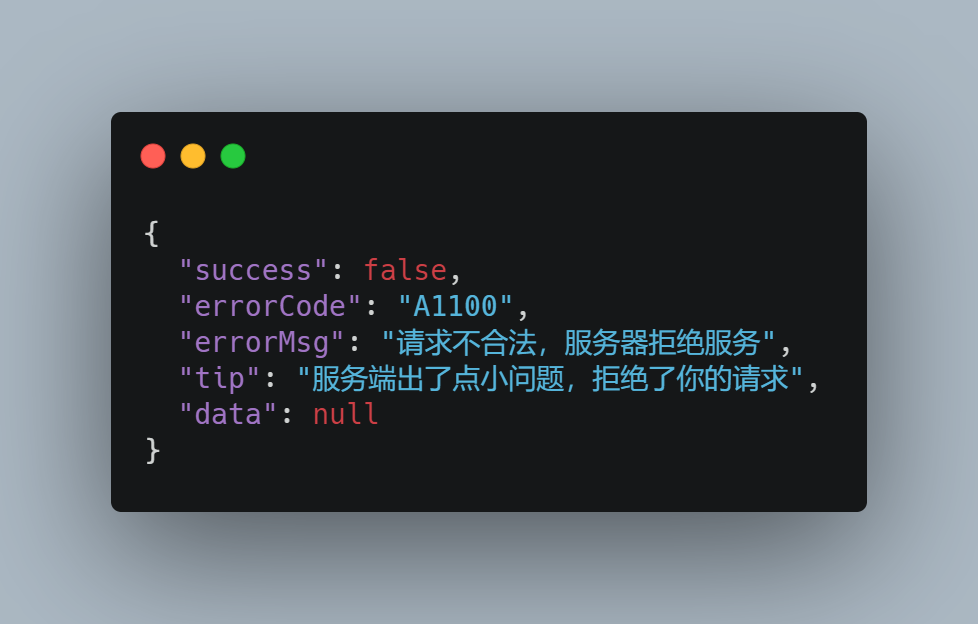 {
  "success": false,
  "errorCode": "A1100",
  "errorMsg": "请求不合法，服务器拒绝服务",
  "tip": "服务端出了点小问题，拒绝了你的请求",
  "data": null
}